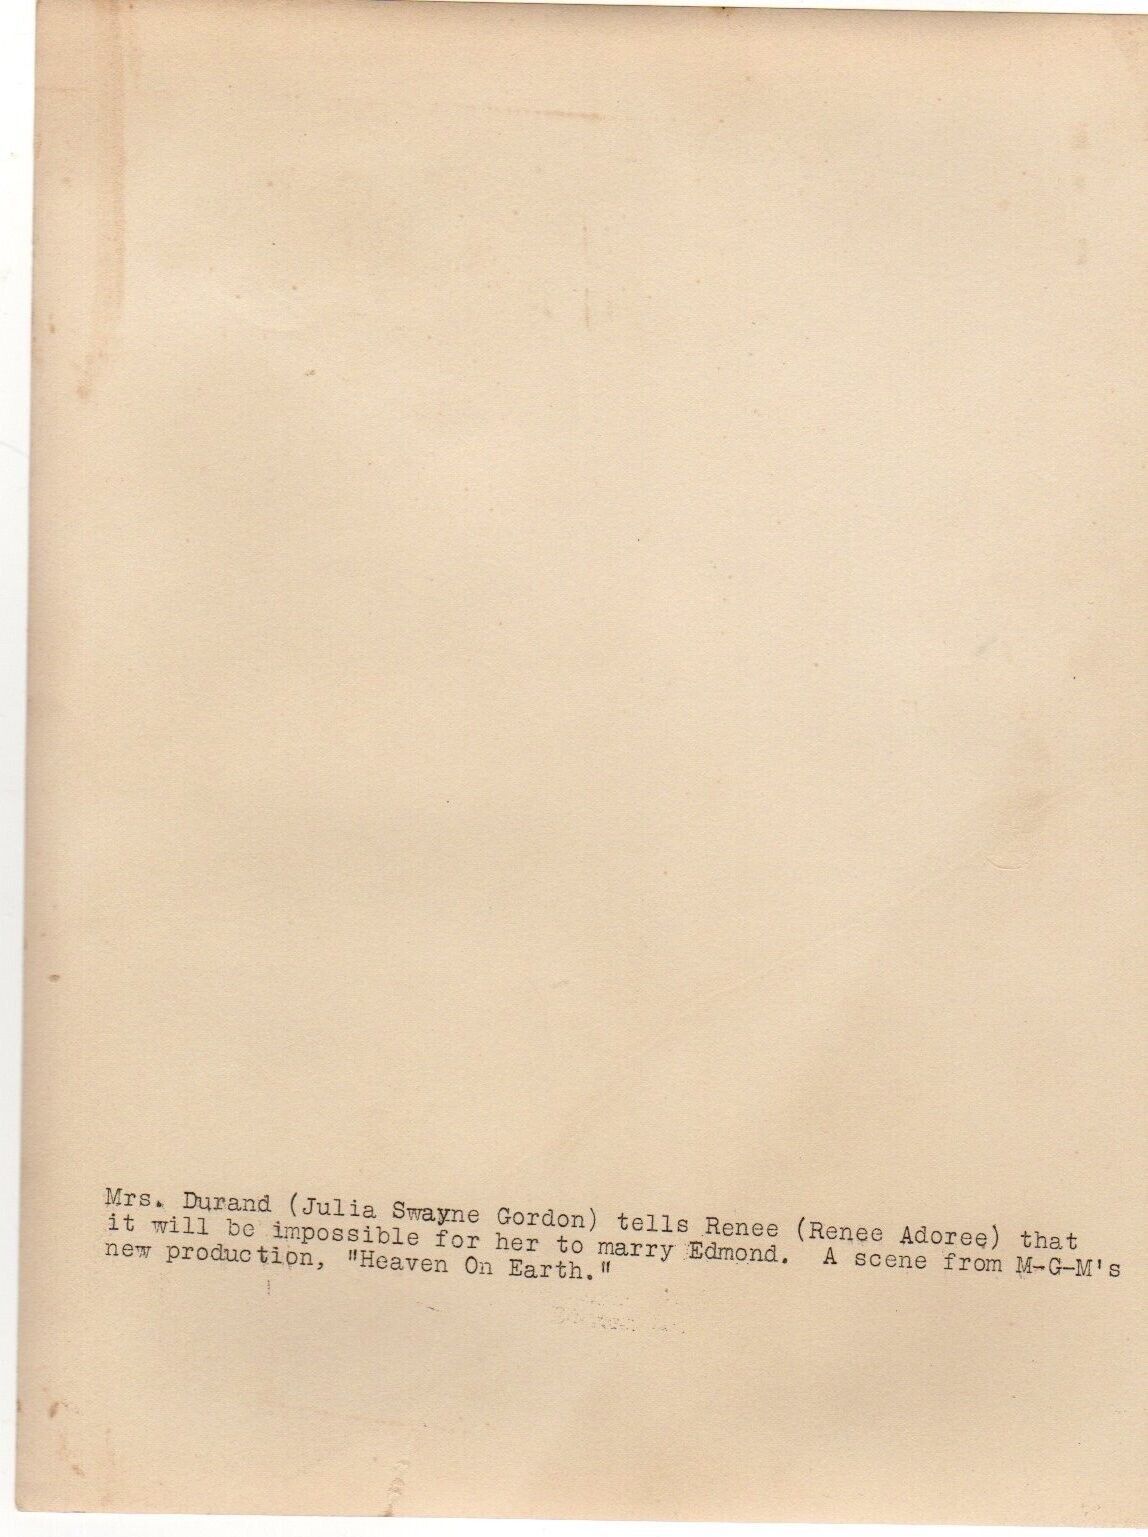 Mrs. Durand (Julia Swayne Gordon) tells Renee (Renee Adoree) that
it will be impossible for her to marry Edmond.  A scene from M-G-M's
new production, "Heaven On Earth."